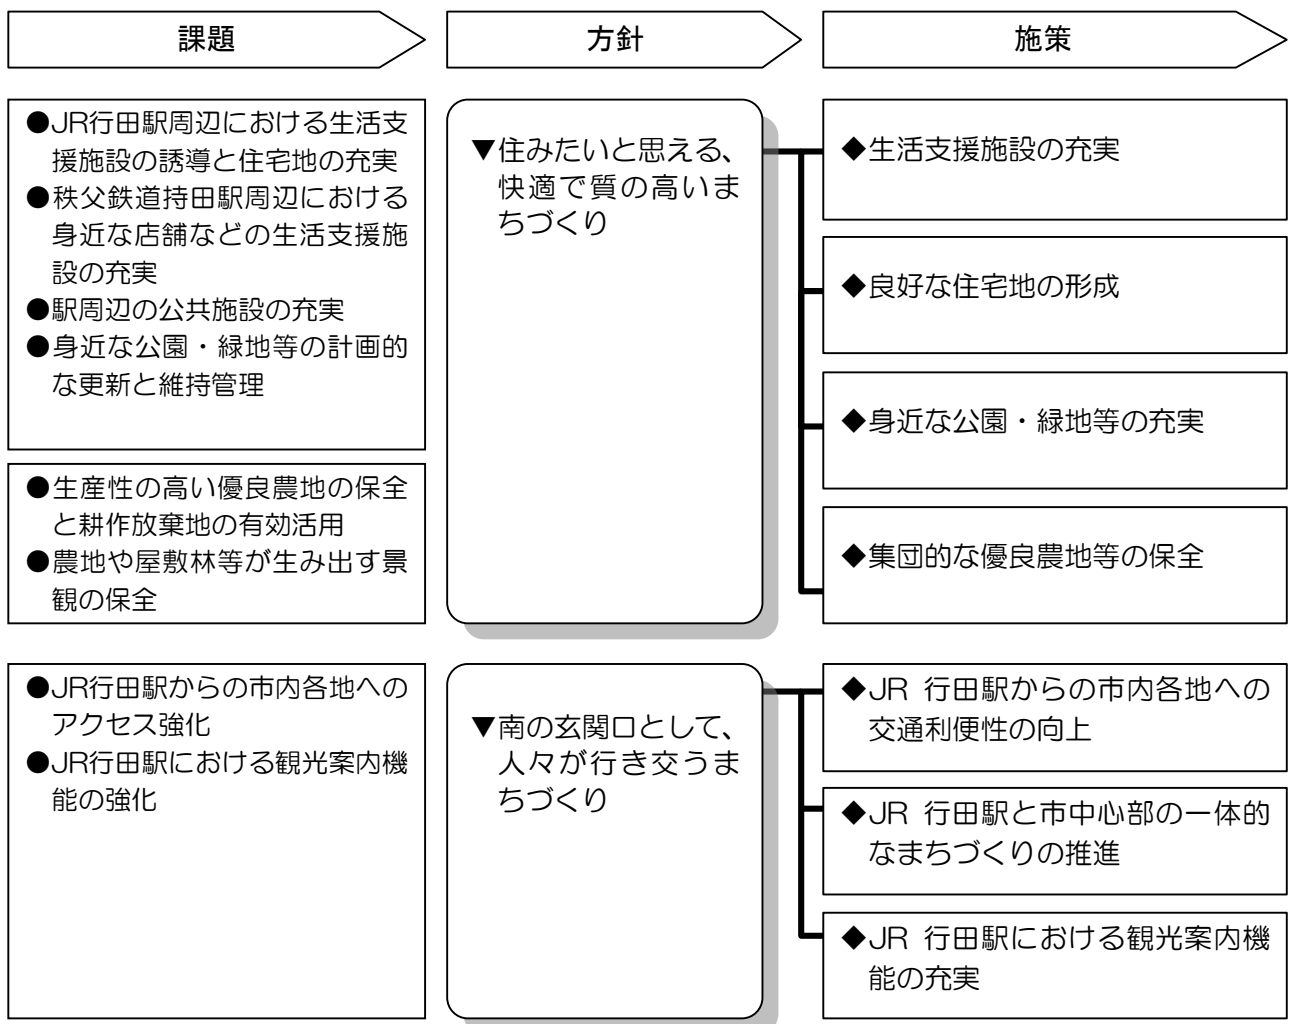 課題
方針
施策
●JR行田駅周辺における生活支
援施設の誘導と住宅地の充実
●秩父鉄道持田駅周辺における
身近な店舗などの生活支援施
設の充実
●駅周辺の公共施設の充実
●身近な公園・緑地等の計画的
な更新と維持管理
●生産性の高い優良農地の保全
と耕作放棄地の有効活用
●農地や屋敷林等が生み出す景
観の保全
▼住みたいと思える、
快適で質の高いま
ちづくり
◆生活支援施設の充実
◆良好な住宅地の形成
◆身近な公園・緑地等の充実
◆集団的な優良農地等の保全
●JR行田駅からの市内各地への
アクセス強化
●JR行田駅における観光案内機
能の強化
▼南の玄関口として、
人々が行き交うま
ちづくり
◆JR 行田駅からの市内各地への
交通利便性の向上
◆JR 行田駅と市中心部の一体的
なまちづくりの推進
◆JR 行田駅における観光案内機
能の充実